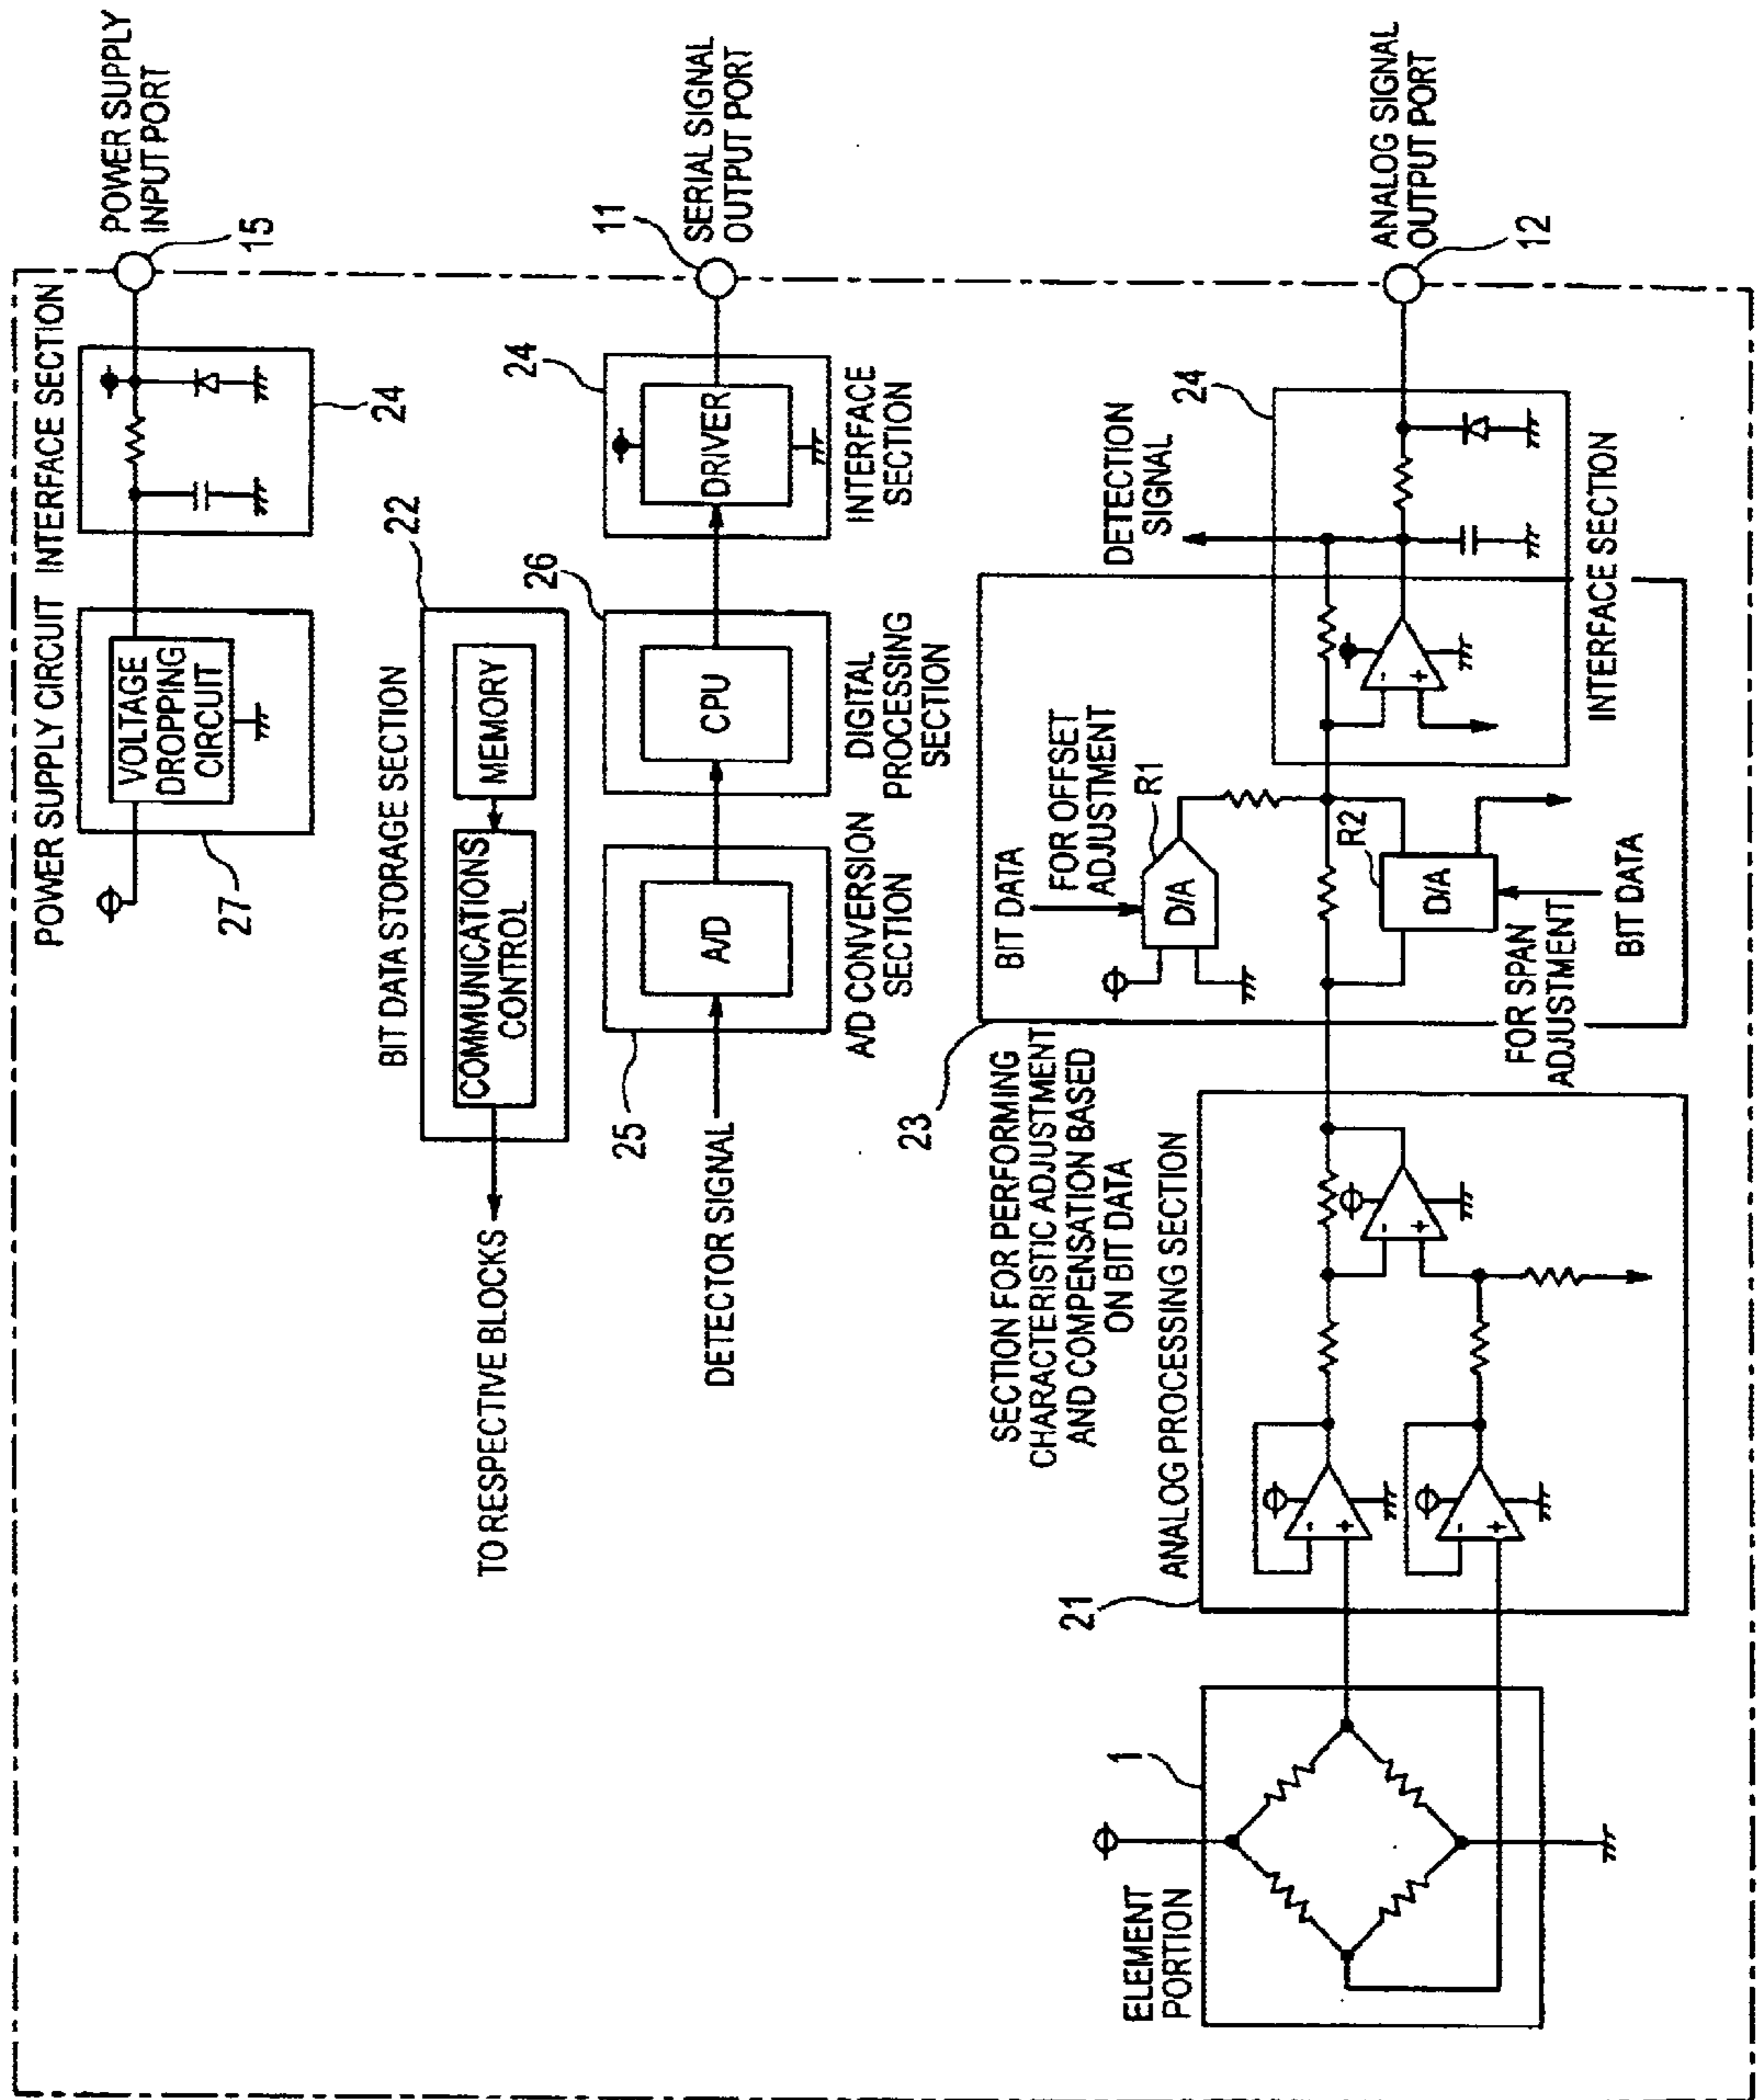 POWER SUPPLY
INPUT PORT
15
POWER SUPPLY CIRCUIT
INTERFACE SECTION
VOLTAGE
DROPPING
CIRCUIT
27
24
BIT DATA STORAGE SECTION
22
MEMORY
COMMUNICATIONS
CONTROL
TO RESPECTIVE BLOCKS
SERIAL SIGNAL
OUTPUT PORT
11
DETECTOR SIGNAL
25
A/D
A/D CONVERSION
SECTION
26
CPU
DIGITAL
PROCESSING
SECTION
24
DRIVER
INTERFACE
SECTION
ANALOG SIGNAL
OUTPUT PORT
12
ELEMENT
PORTION
1
21
ANALOG PROCESSING SECTION
-
+
-
+
-
+
SECTION FOR PERFORMING
CHARACTERISTIC ADJUSTMENT
AND COMPENSATION BASED
ON BIT DATA
23
BIT DATA
FOR OFFSET
ADJUSTMENT
D/A
R1
R2
D/A
FOR SPAN
ADJUSTMENT
BIT DATA
DETECTION
SIGNAL
24
-
+
INTERFACE SECTION